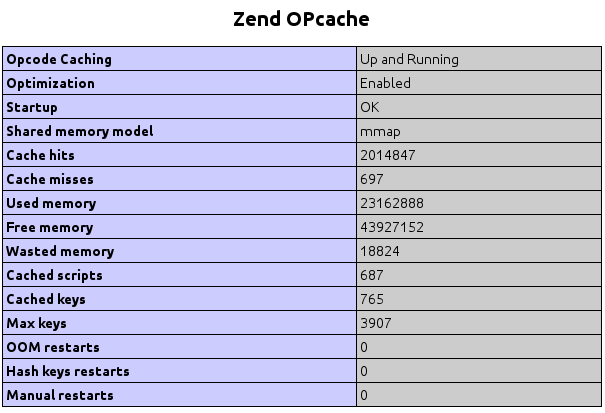 Zend OPcache
Opcode Caching Up and Running
Optimization Enabled
Startup OK
Shared memory model mmap
Cache hits 2014847
Cache misses 697
Used memory 23162888
Free memory 43927152
Wasted memory 18824
Cached scripts 687
Cached keys 765
Max keys 3907
OOM restarts 0
Hash keys restarts 0
Manual restarts 0